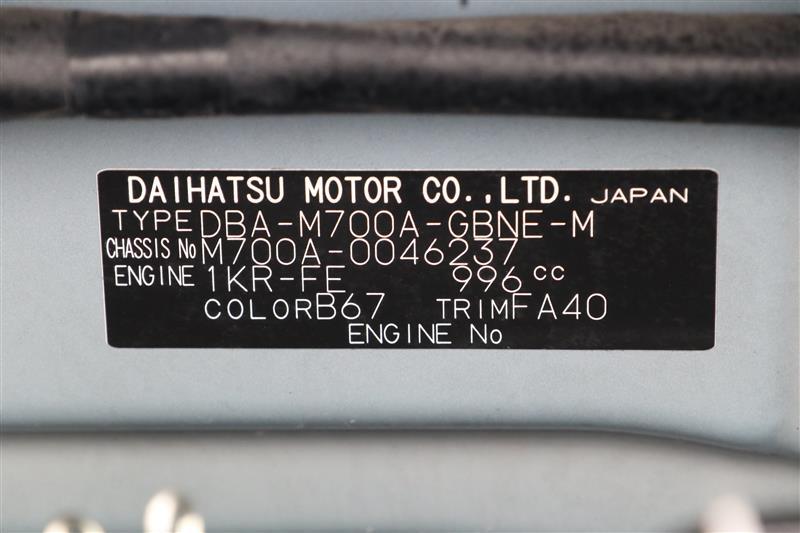 DAIHATSU MOTOR CO.,LTD. JAPAN
TYPE DBA-M700A-GBNE-M
CHASSIS No M700A-0046237
ENGINE 1KR-FE 996cc
COLOR B67 TRIM FA40
ENGINE No